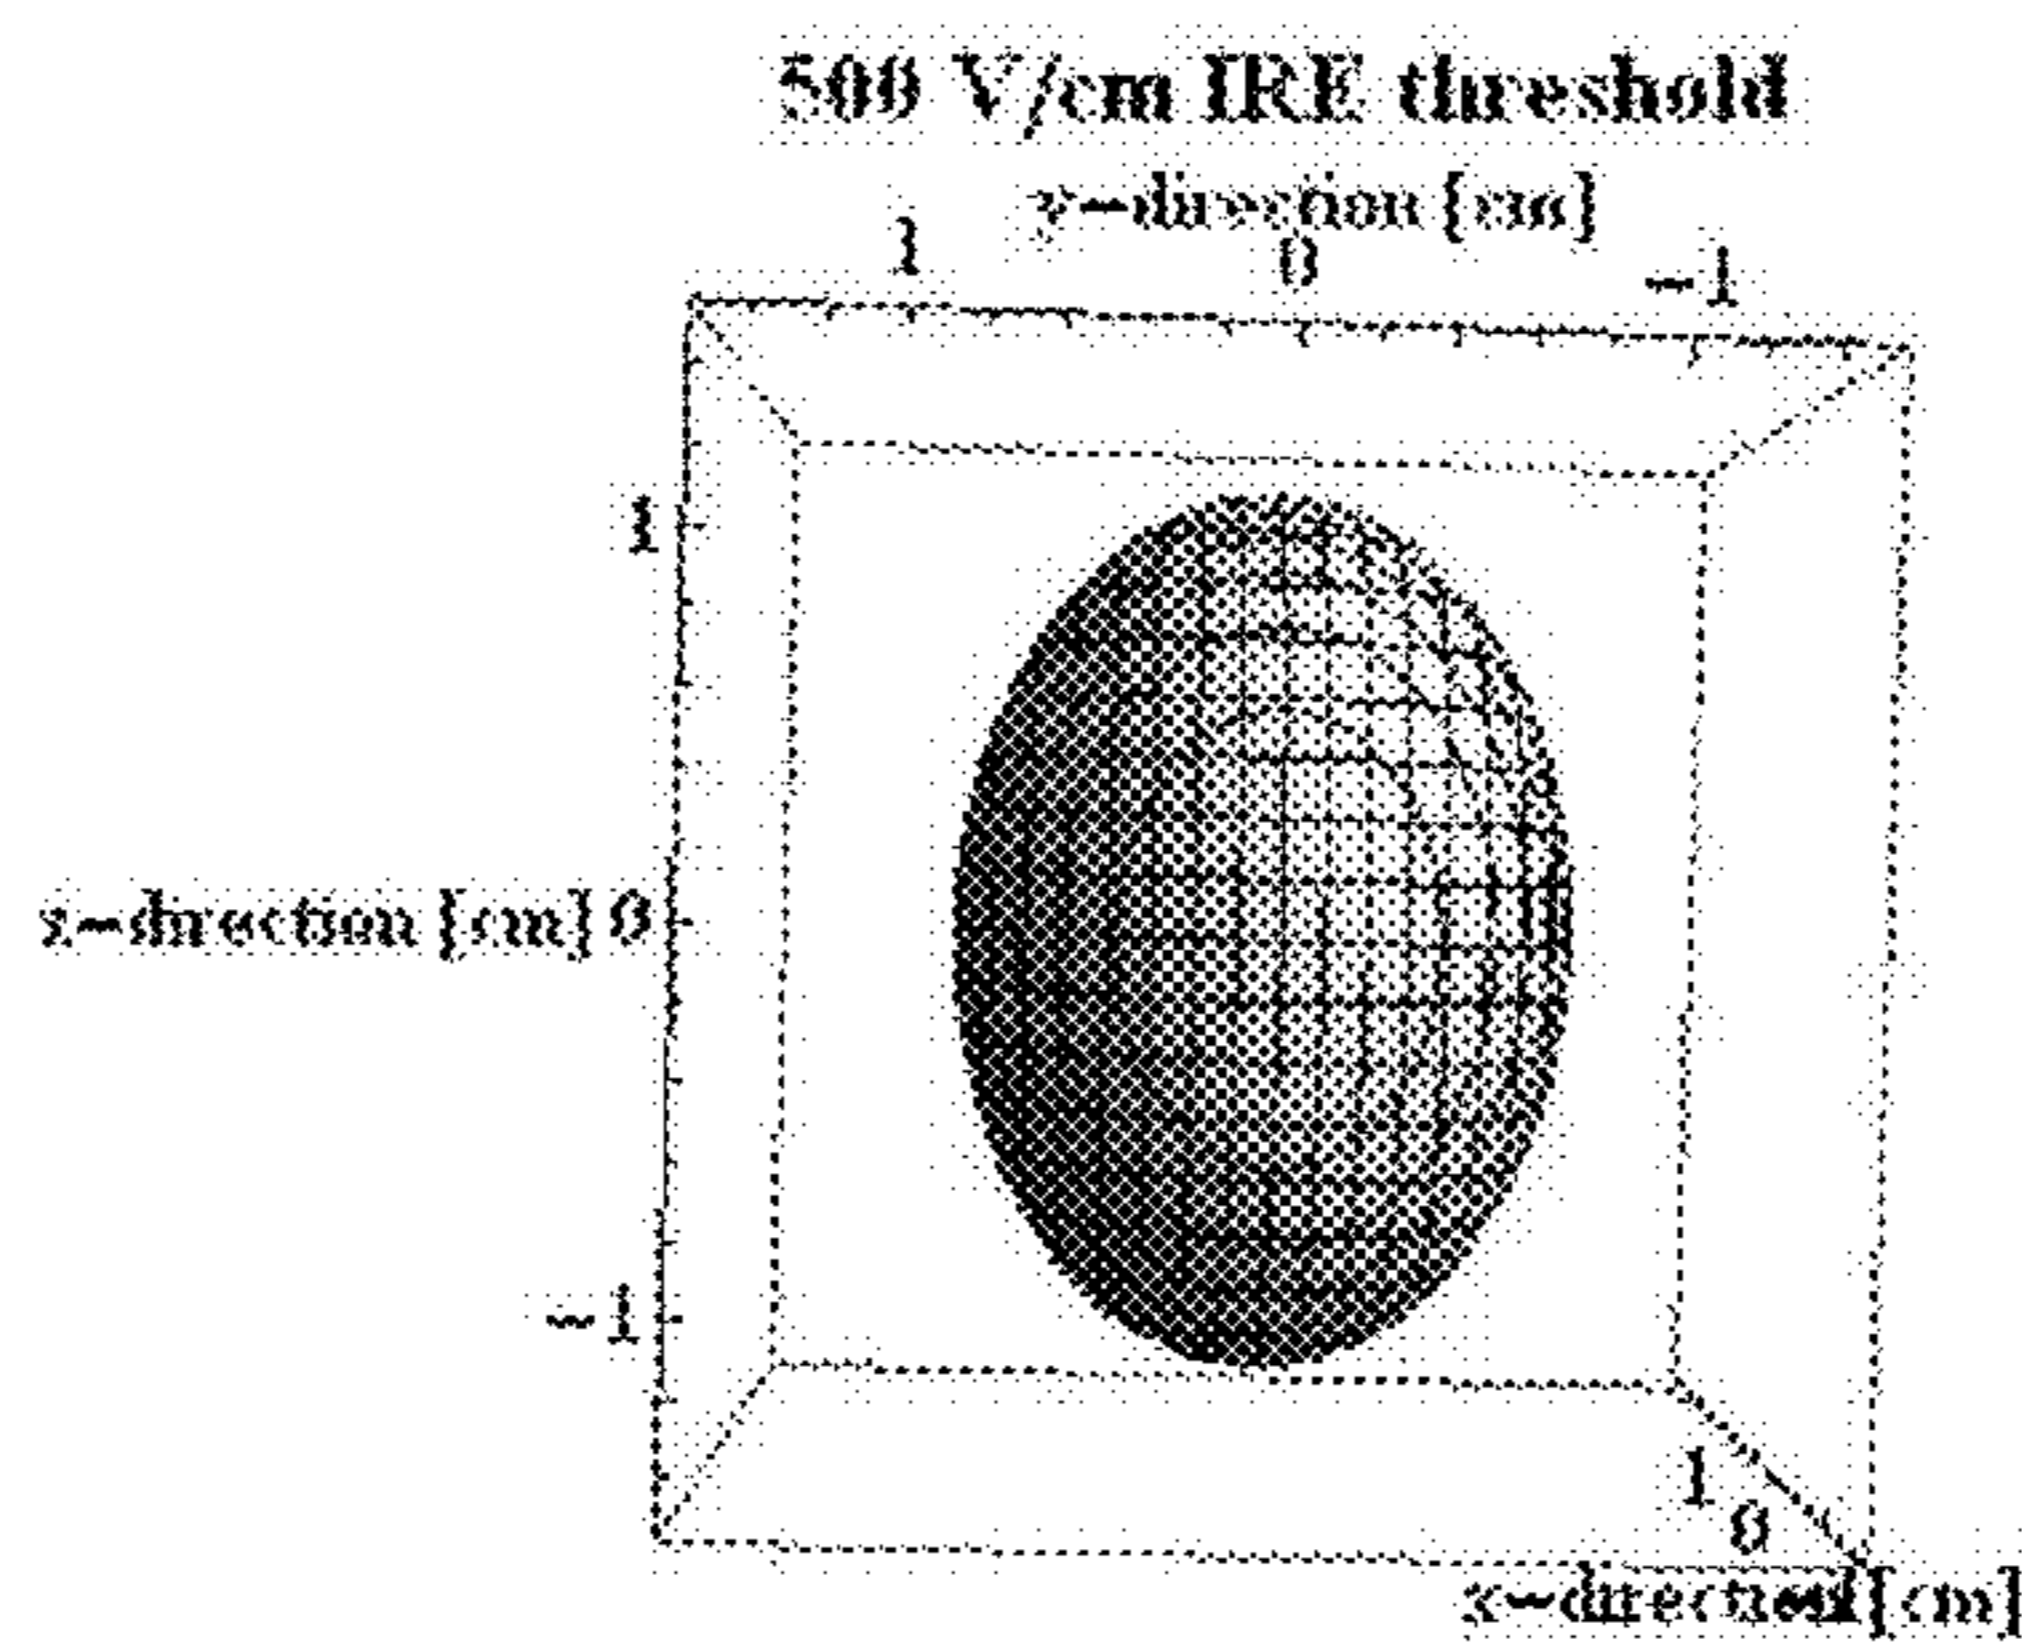 500 V/cm IRE threshold
y-direction [cm]
1 0 -1
1
z-direction [cm] 0
-1
1
0
x-direction [cm]